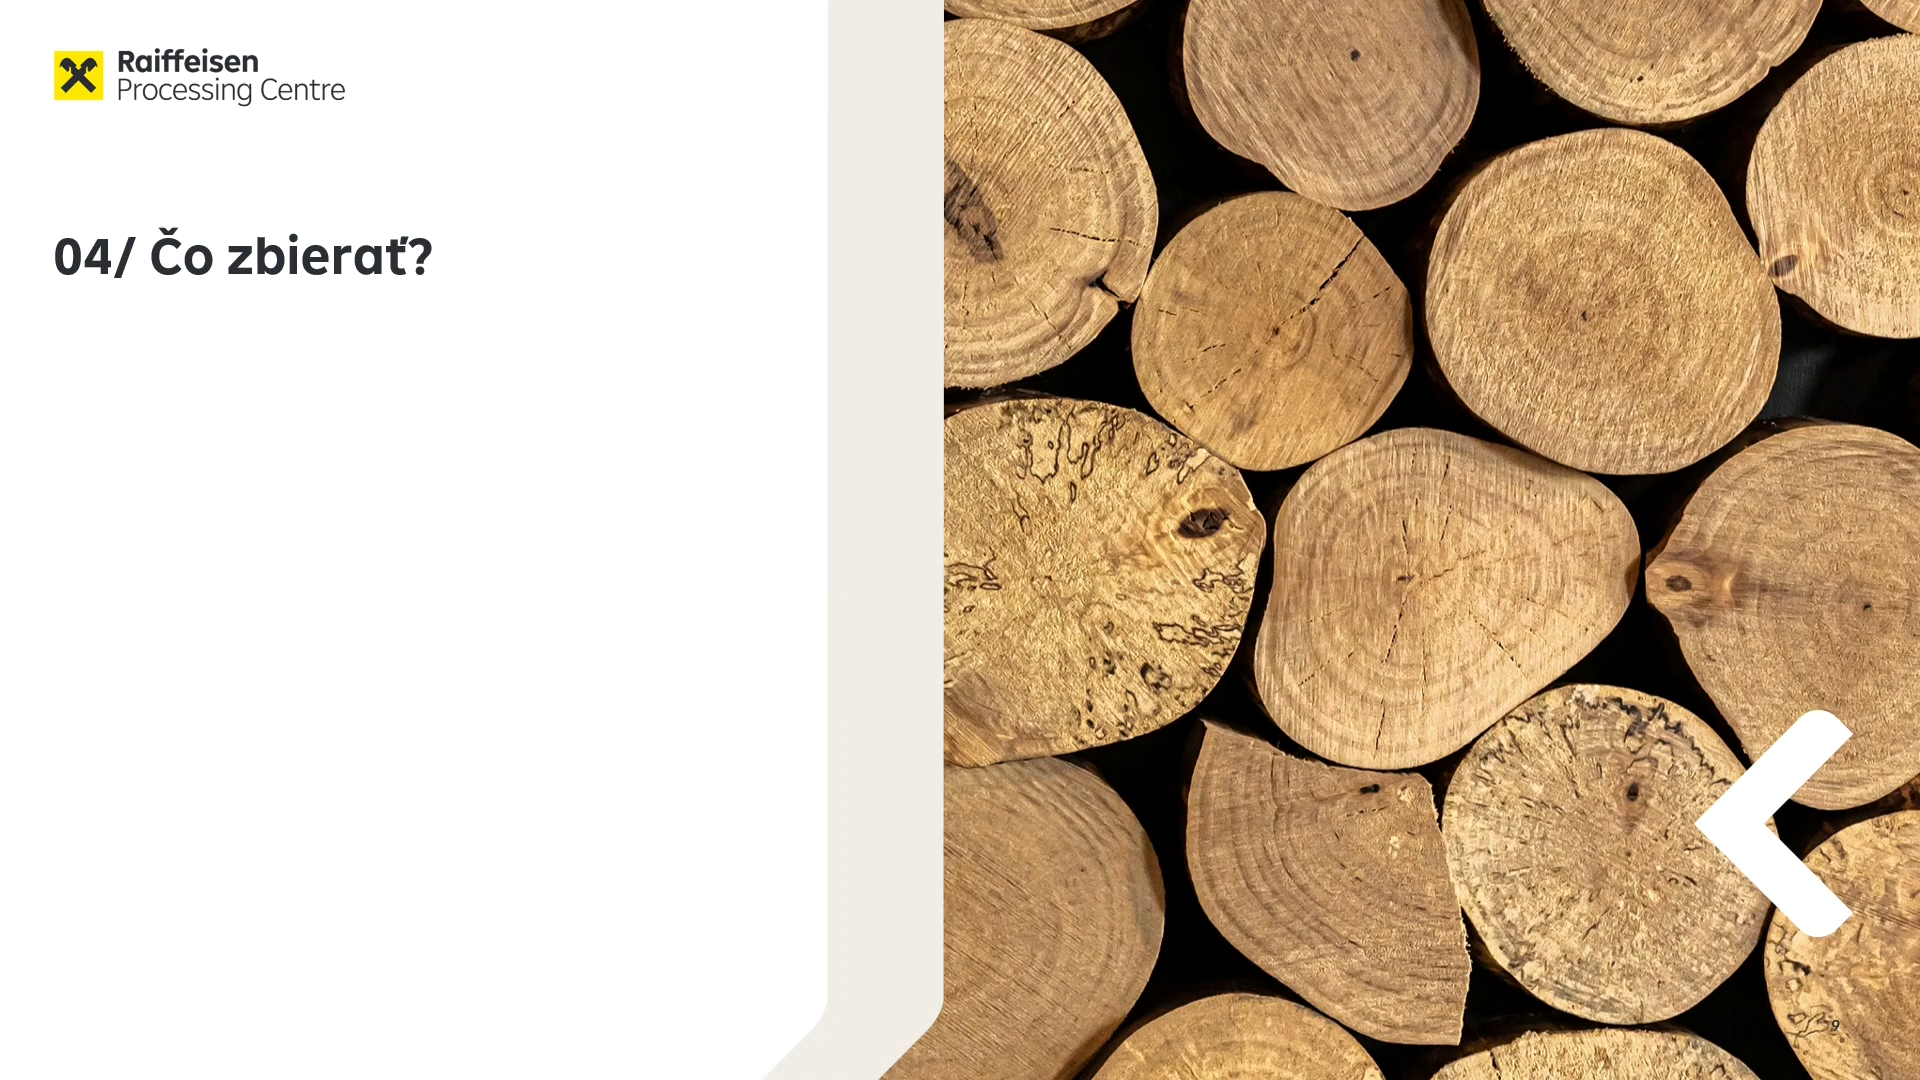 Raiffeisen
Processing Centre
04/ Čo zbierať?
9